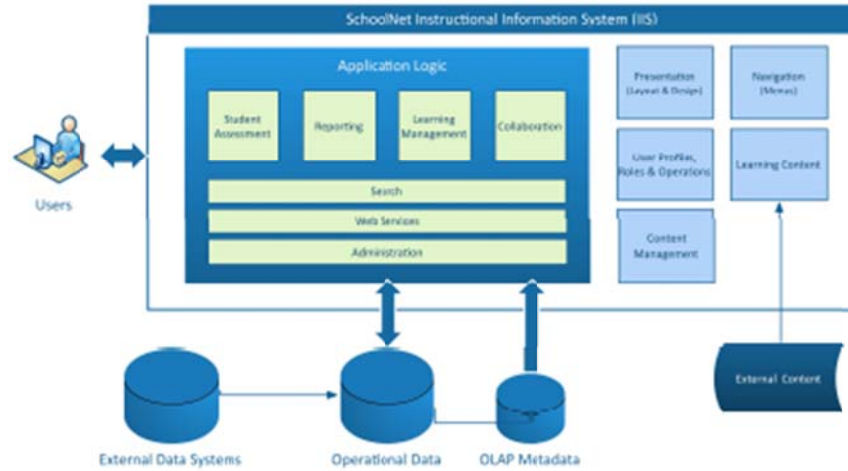 SchoolNet Instructional Information System (IIS)
Application Logic
Student
Assessment
Reporting
Learning
Management
Collaboration
Search
Web Services
Administration
Presentation
(Layout & Design)
Navigation
(Menus)
User Profiles,
Roles & Operations
Learning Content
Content
Management
Users
External Content
External Data Systems
Operational Data
OLAP Metadata